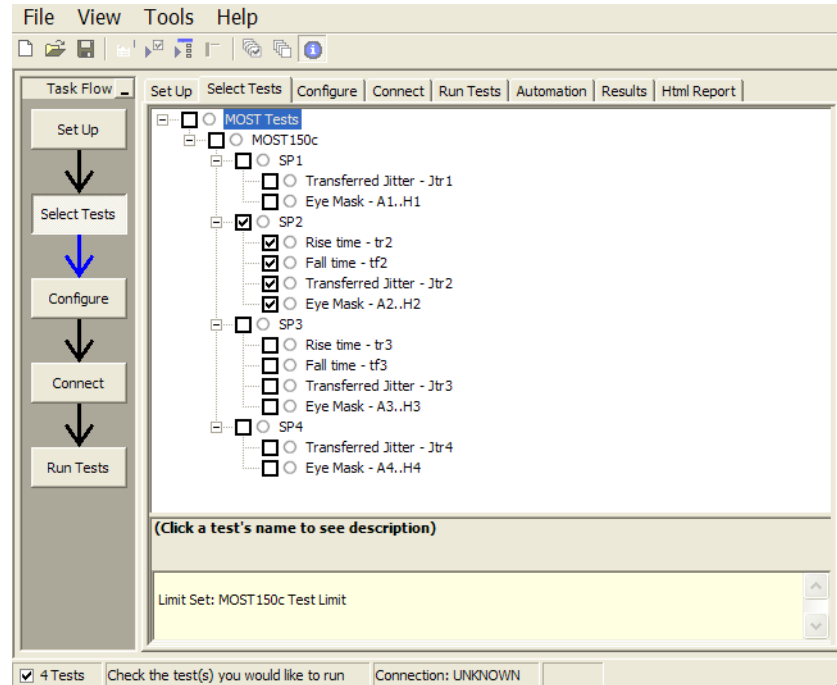 File View Tools Help
Task Flow
Set Up
Select Tests
Configure
Connect
Run Tests
Set Up Select Tests Configure Connect Run Tests Automation Results Html Report
MOST Tests
MOST150c
SP1
Transferred Jitter - Jtr1
Eye Mask - A1..H1
SP2
Rise time - tr2
Fall time - tf2
Transferred Jitter - Jtr2
Eye Mask - A2..H2
SP3
Rise time - tr3
Fall time - tf3
Transferred Jitter - Jtr3
Eye Mask - A3..H3
SP4
Transferred Jitter - Jtr4
Eye Mask - A4..H4
(Click a test's name to see description)
Limit Set: MOST150c Test Limit
4 Tests Check the test(s) you would like to run Connection: UNKNOWN